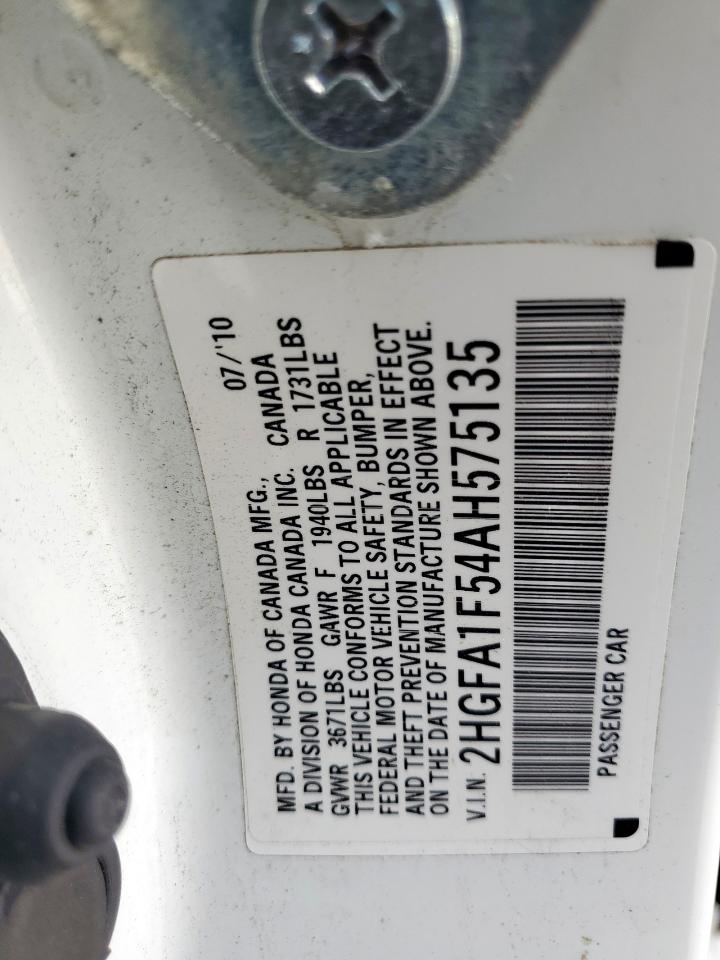 MFD. BY HONDA OF CANADA MFG., 07/'10
A DIVISION OF HONDA CANADA INC. CANADA
GVWR 3671LBS GAWR F 1940LBS R 1731LBS
THIS VEHICLE CONFORMS TO ALL APPLICABLE
FEDERAL MOTOR VEHICLE SAFETY, BUMPER,
AND THEFT PREVENTION STANDARDS IN EFFECT
ON THE DATE OF MANUFACTURE SHOWN ABOVE.
V.I.N. 2HGFA1F54AH575135
PASSENGER CAR